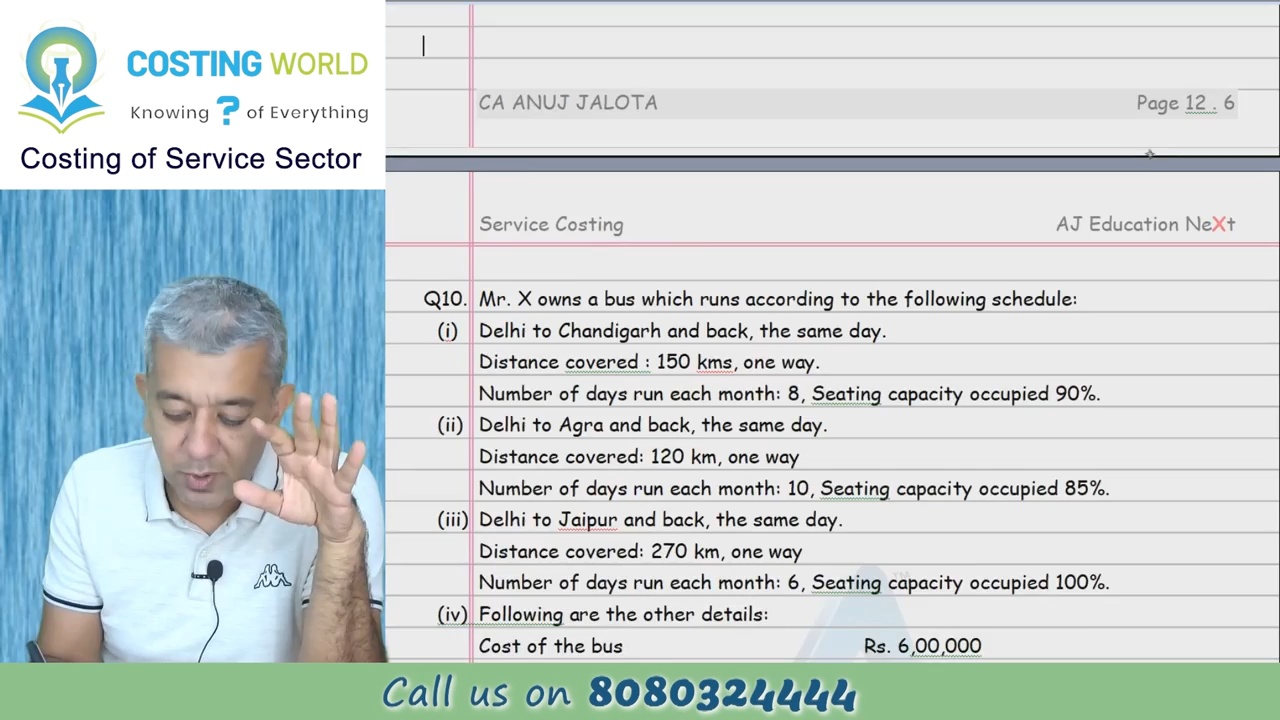 COSTING WORLD
Knowing ? of Everything
Costing of Service Sector
CA ANUJ JALOTA
Page 12 . 6
Service Costing
AJ Education NeXt
Q10. Mr. X owns a bus which runs according to the following schedule:
(i) Delhi to Chandigarh and back, the same day.
Distance covered : 150 kms, one way.
Number of days run each month: 8, Seating capacity occupied 90%.
(ii) Delhi to Agra and back, the same day.
Distance covered: 120 km, one way
Number of days run each month: 10, Seating capacity occupied 85%.
(iii) Delhi to Jaipur and back, the same day.
Distance covered: 270 km, one way
Number of days run each month: 6, Seating capacity occupied 100%.
(iv) Following are the other details:
Cost of the bus Rs. 6,00,000
Call us on 8080324444